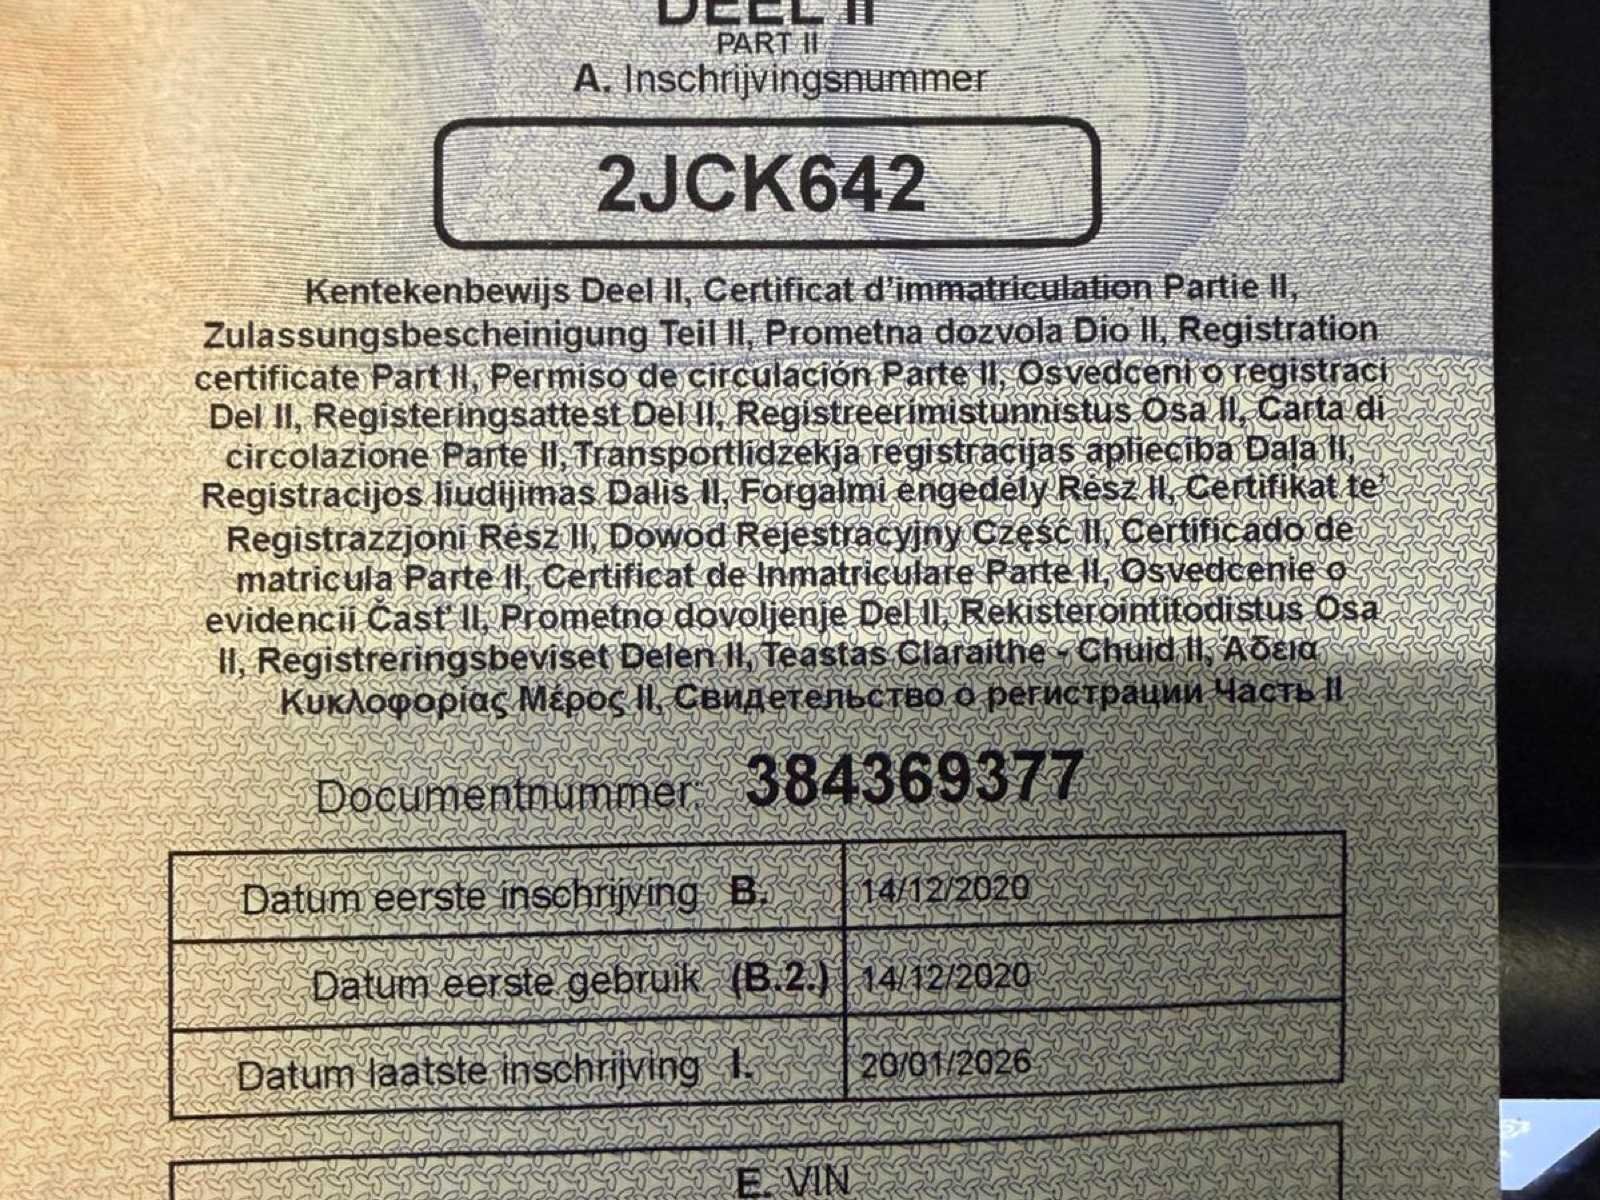 DEEL II
PART II
A. Inschrijvingsnummer
2JCK642
Kentekenbewijs Deel II, Certificat d'immatriculation Partie II,
Zulassungsbescheinigung Teil II, Prometna dozvola Dio II, Registration
certificate Part II, Permiso de circulación Parte II, Osvedceni o registraci
Del II, Registeringsattest Del II, Registreerimistunnistus Osa II, Carta di
circolazione Parte II, Transportlidzekja registracijas aplieciba Daļa II,
Registracijos liudijimas Dalis II, Forgalmi engedély Rész II, Certifikat te'
Registrazzjoni Rész II, Dowod Rejestracyjny Część II, Certificado de
matricula Parte II, Certificat de Inmatriculare Parte II, Osvedcenie o
evidencii Časť II, Prometno dovoljenje Del II, Rekisterointitodistus Osa
II, Registreringsbeviset Delen II, Teastas Claraithe - Chuid II, Άδεια
Κυκλοφορίας Μέρος II, Свидетельство о регистрации Часть II
Documentnummer: 384369377
Datum eerste inschrijving B. 14/12/2020
Datum eerste gebruik (B.2.) 14/12/2020
Datum laatste inschrijving I. 20/01/2026
E. VIN